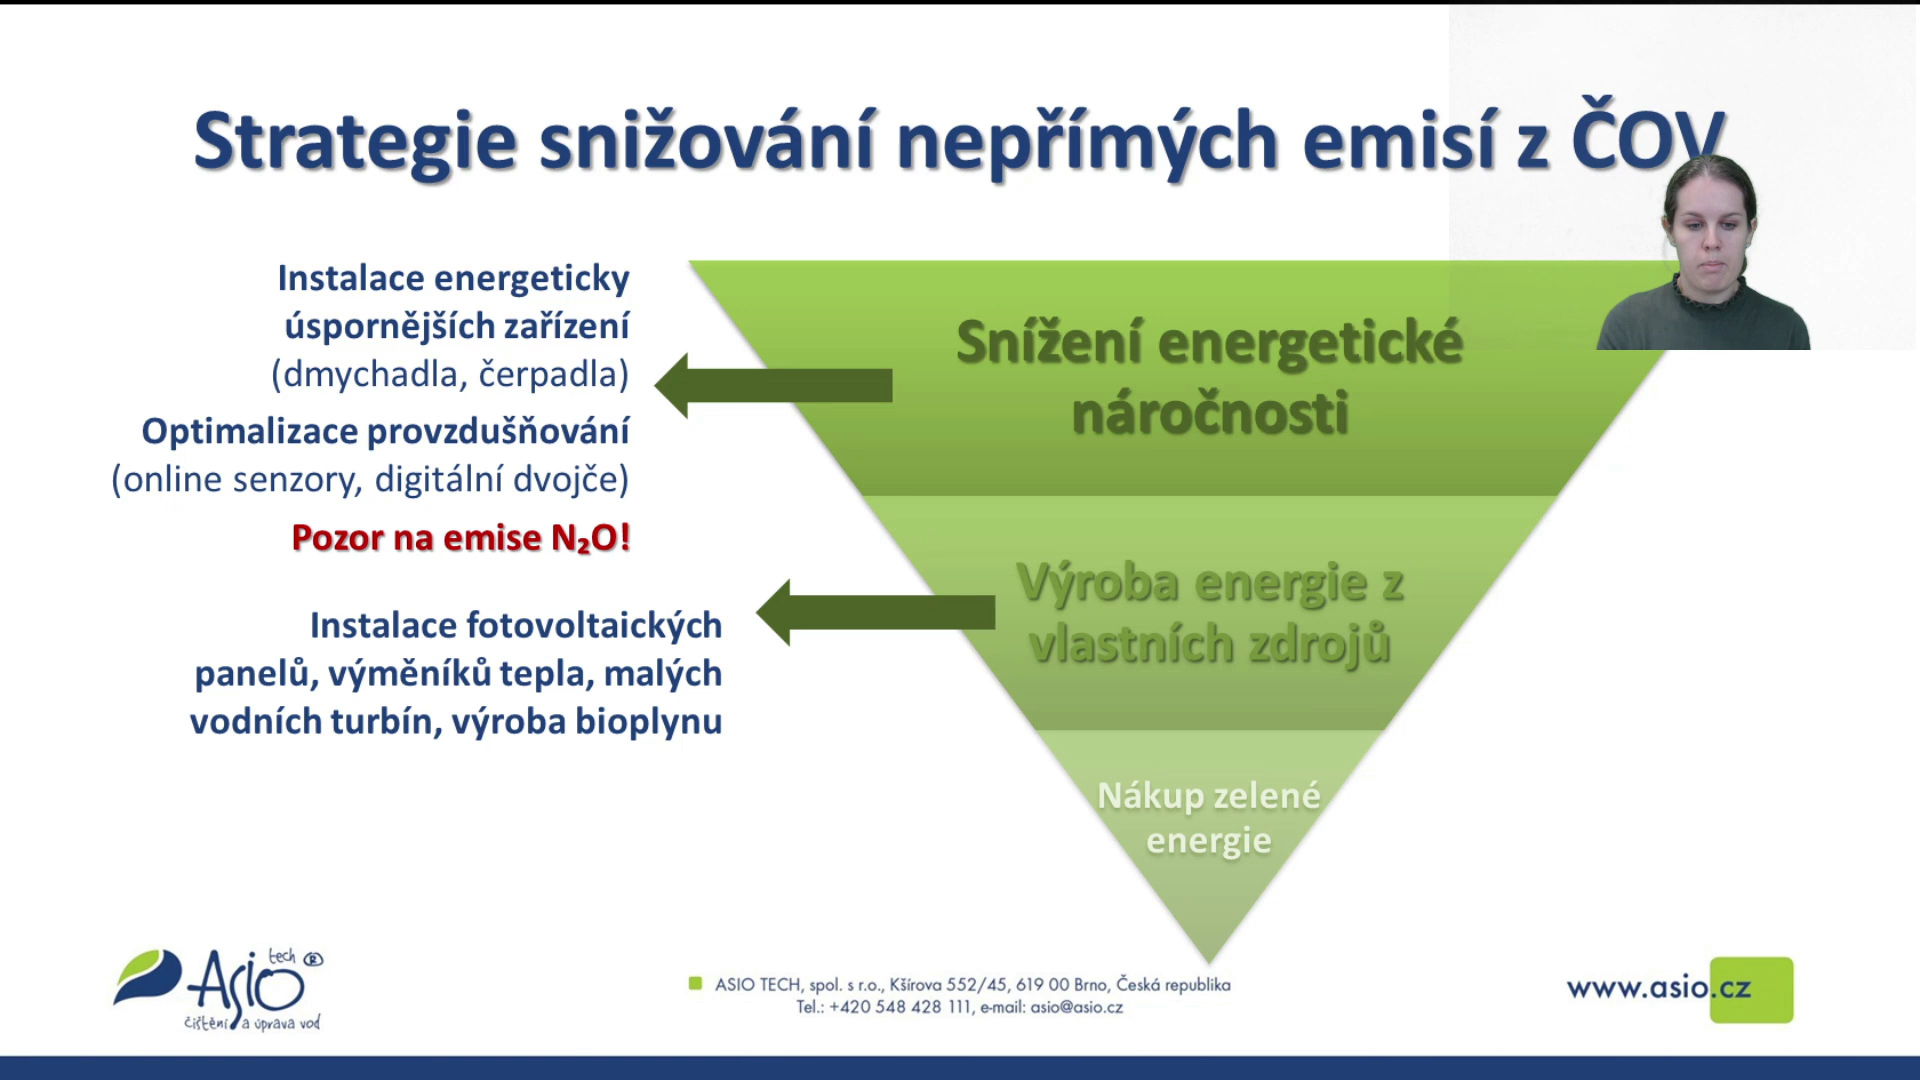 Strategie snižování nepřímých emisí z ČOV
Instalace energeticky
úspornějších zařízení
(dmychadla, čerpadla)
Optimalizace provzdušňování
(online senzory, digitální dvojče)
Pozor na emise N₂O!
Snížení energetické
náročnosti
Instalace fotovoltaických
panelů, výměníků tepla, malých
vodních turbín, výroba bioplynu
Výroba energie z
vlastních zdrojů
Nákup zelené
energie
Asio tech ®
čištění a úprava vod
ASIO TECH, spol. s r.o., Kšírova 552/45, 619 00 Brno, Česká republika
Tel.: +420 548 428 111, e-mail: asio@asio.cz
www.asio.cz